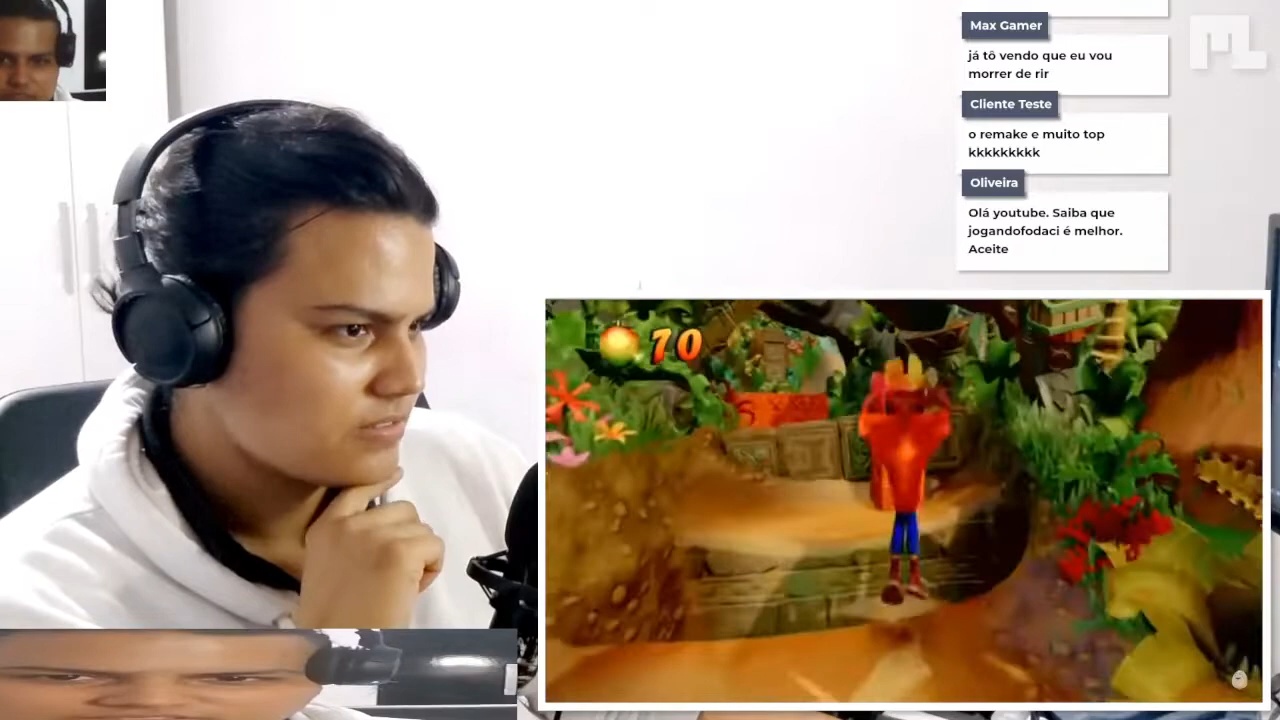 Max Gamer
já tô vendo que eu vou
morrer de rir
Cliente Teste
o remake e muito top
kkkkkkkkk
Oliveira
Olá youtube. Saiba que
jogandofodaci é melhor.
Aceite
ML
70